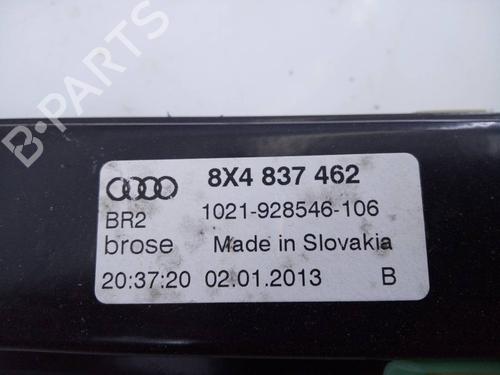 B-PARTS
8X4 837 462
BR2 1021-928546-106
brose Made in Slovakia
20:37:20 02.01.2013 B